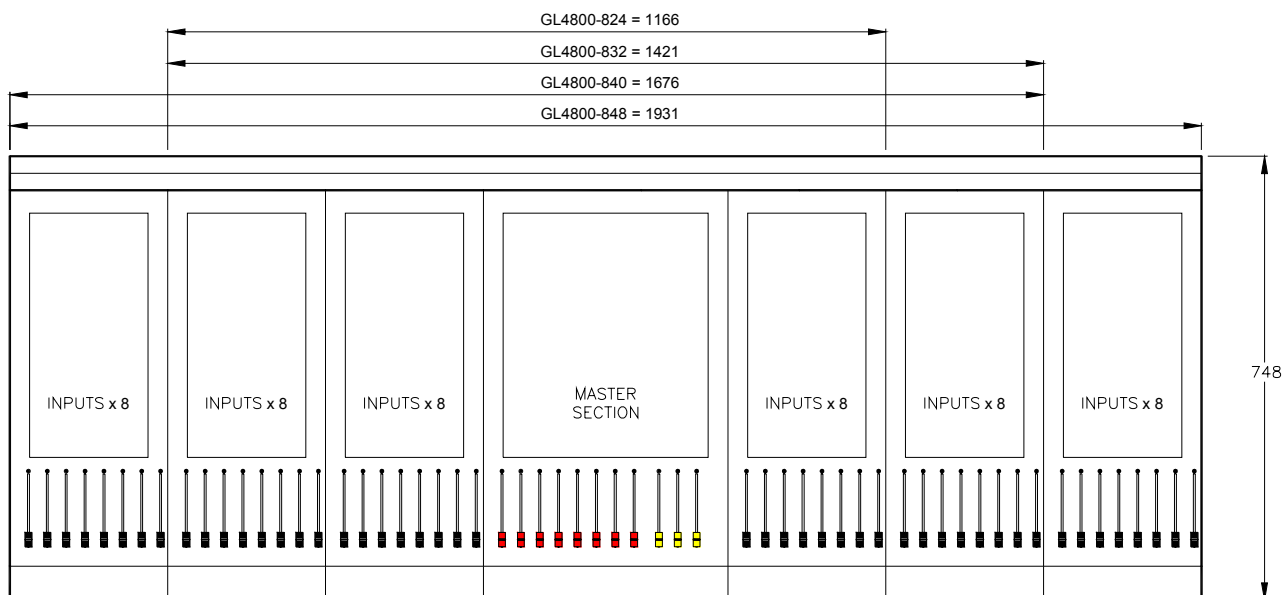 GL4800-824 = 1166
GL4800-832 = 1421
GL4800-840 = 1676
GL4800-848 = 1931
748
INPUTS x 8
INPUTS x 8
INPUTS x 8
MASTER
SECTION
INPUTS x 8
INPUTS x 8
INPUTS x 8